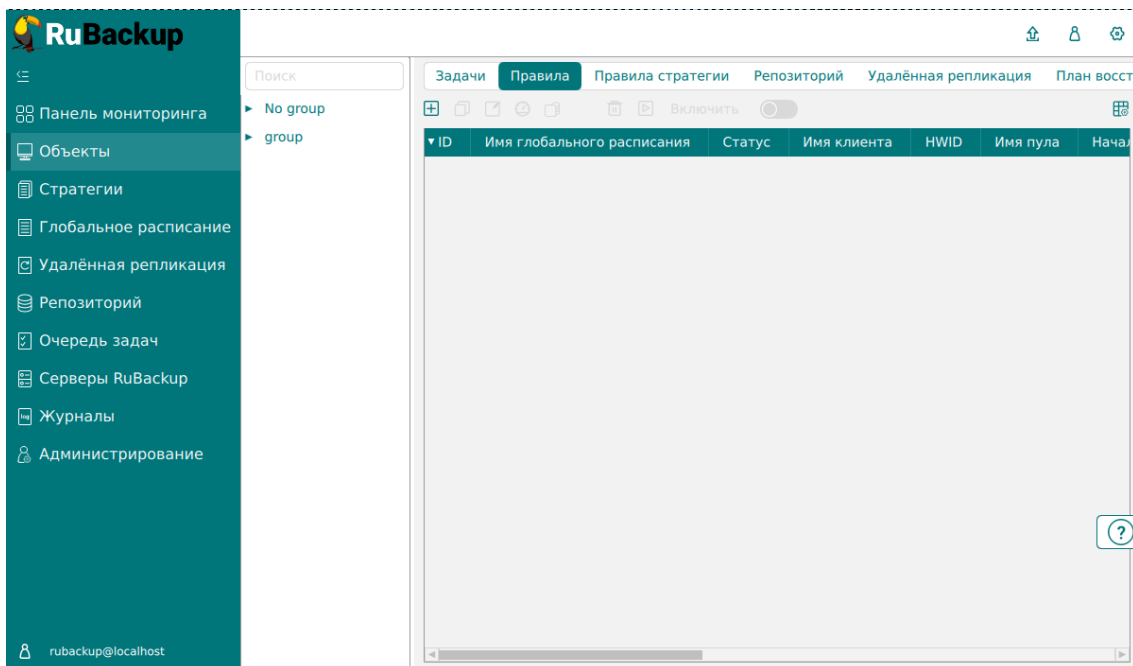 RuBackup
Панель мониторинга
Объекты
Стратегии
Глобальное расписание
Удалённая репликация
Репозиторий
Очередь задач
Серверы RuBackup
Журналы
Администрирование
rubackup@localhost
Поиск
No group
group
Задачи Правила Правила стратегии Репозиторий Удалённая репликация План восст
Включить
ID Имя глобального расписания Статус Имя клиента HWID Имя пула Начал
?